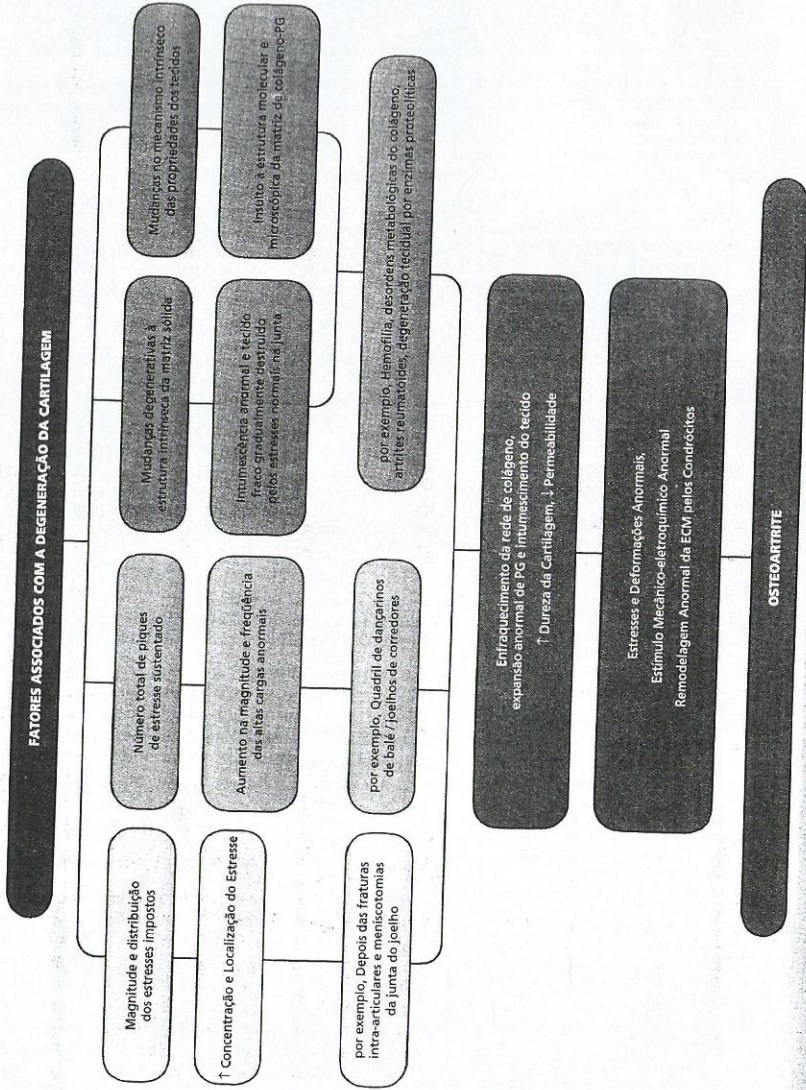 FATORES ASSOCIADOS COM A DEGENERAÇÃO DA CARTILAGEM
Magnitude e distribuição
dos estresses impostos
Número total de piques
de estresse sustentado
Mudanças degenerativas à
estrutura intrínseca da matriz sólida
Mudanças no mecanismo intrínseco
das propriedades dos tecidos
↑ Concentração e Localização do Estresse
Aumento na magnitude e freqüência
das altas cargas anormais
Intumescência anormal e tecido
fraco gradualmente destruído
pelos estresses normais na junta
Insulto à estrutura molecular e
microscópica da matriz de colágeno-PG
por exemplo, Depois das fraturas
intra-articulares e meniscotomias
da junta do joelho
por exemplo, Quadril de dançarinos
de balé / joelhos de corredores
por exemplo, Hemofilia, desordens metabológicas do colágeno,
artrites reumatóides, degeneração tecidual por enzimas proteolíticas
Enfraquecimento da rede de colágeno,
expansão anormal de PG e Intumescimento do tecido
↑ Dureza da Cartilagem, ↓ Permeabilidade
Estresses e Deformações Anormais,
Estímulo Mecânico-eletroquímico Anormal
Remodelagem Anormal da ECM pelos Condrócitos
OSTEOARTRITE